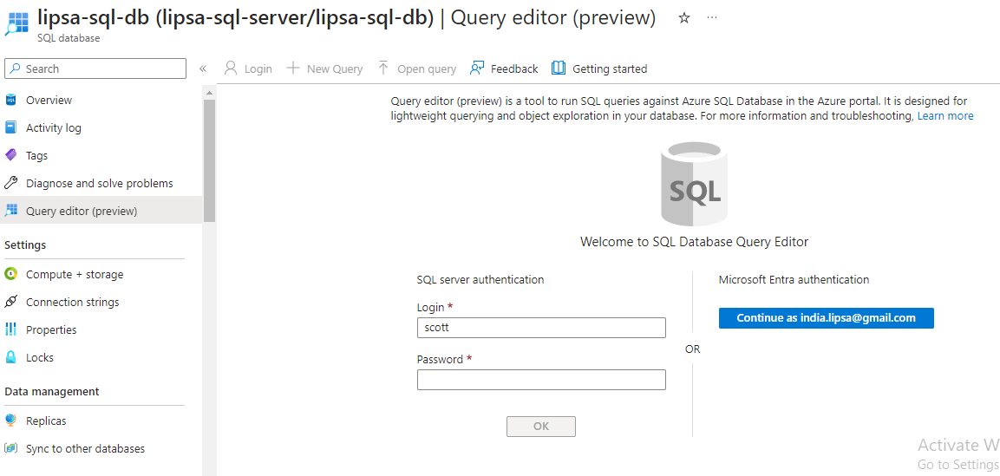 lipsa-sql-db (lipsa-sql-server/lipsa-sql-db) | Query editor (preview) ☆ ···
SQL database
Search «
Login New Query Open query Feedback Getting started
Overview
Activity log
Tags
Diagnose and solve problems
Query editor (preview)
Settings
Compute + storage
Connection strings
Properties
Locks
Data management
Replicas
Sync to other databases
Query editor (preview) is a tool to run SQL queries against Azure SQL Database in the Azure portal. It is designed for
lightweight querying and object exploration in your database. For more information and troubleshooting, Learn more
SQL
Welcome to SQL Database Query Editor
SQL server authentication
Login *
scott
Password *
OK
OR
Microsoft Entra authentication
Continue as india.lipsa@gmail.com
Activate W
Go to Settings